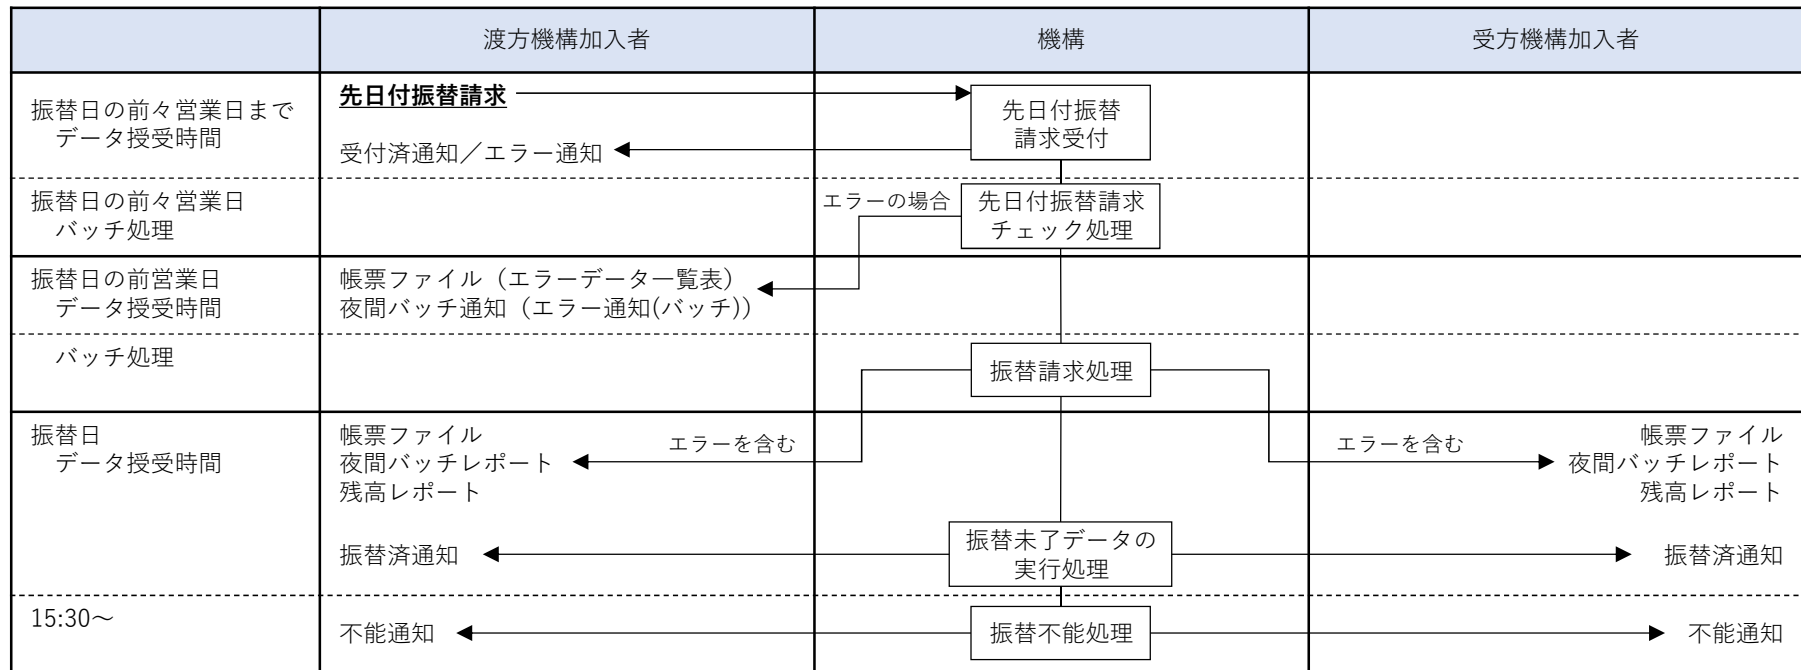 渡方機構加入者
機構
受方機構加入者
振替日の前々営業日まで
データ授受時間
先日付振替請求
受付済通知／エラー通知
先日付振替
請求受付
振替日の前々営業日
バッチ処理
エラーの場合
先日付振替請求
チェック処理
振替日の前営業日
データ授受時間
帳票ファイル（エラーデータ一覧表）
夜間バッチ通知（エラー通知(バッチ)）
バッチ処理
振替請求処理
振替日
データ授受時間
帳票ファイル
夜間バッチレポート
残高レポート
エラーを含む
エラーを含む
帳票ファイル
夜間バッチレポート
残高レポート
振替済通知
振替未了データの
実行処理
振替済通知
15:30～
不能通知
振替不能処理
不能通知